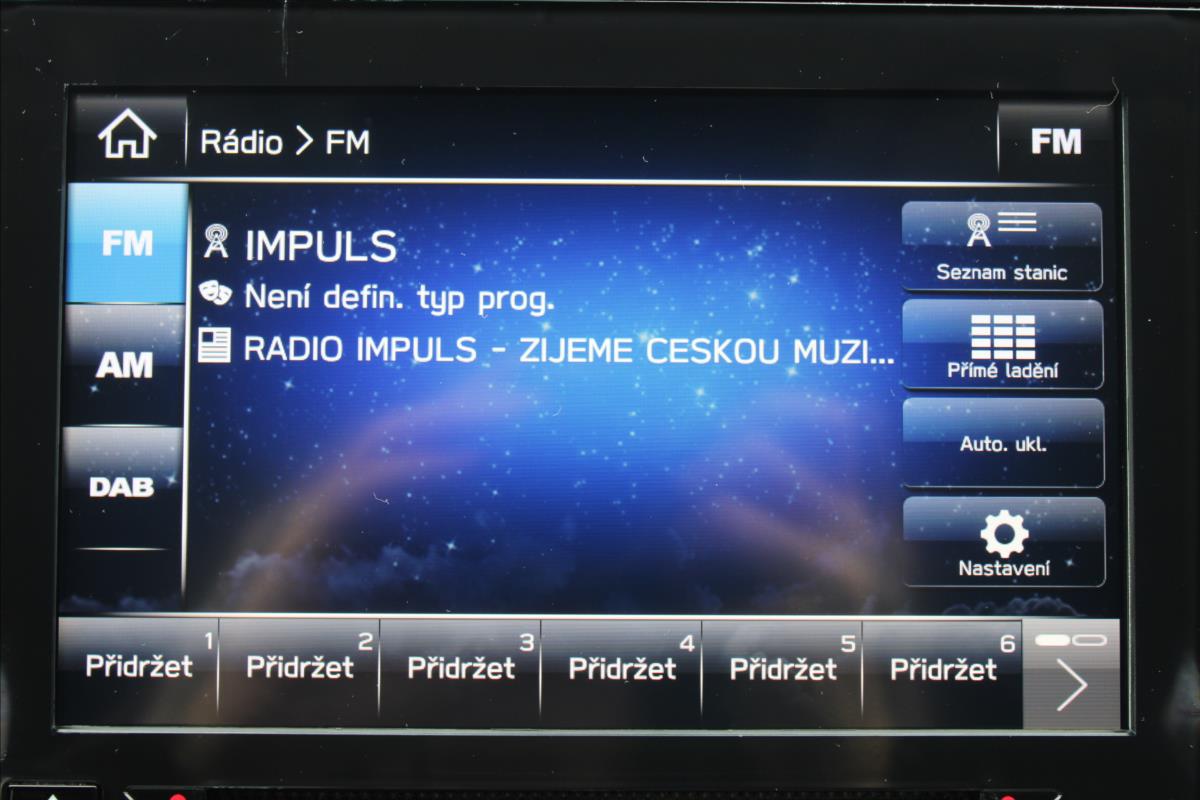 Rádio > FM
FM
FM
AM
DAB
IMPULS
Není defin. typ prog.
RADIO IMPULS - ZIJEME CESKOU MUZI...
Seznam stanic
Přímé ladění
Auto. ukl.
Nastavení
1 Přidržet
2 Přidržet
3 Přidržet
4 Přidržet
5 Přidržet
6 Přidržet